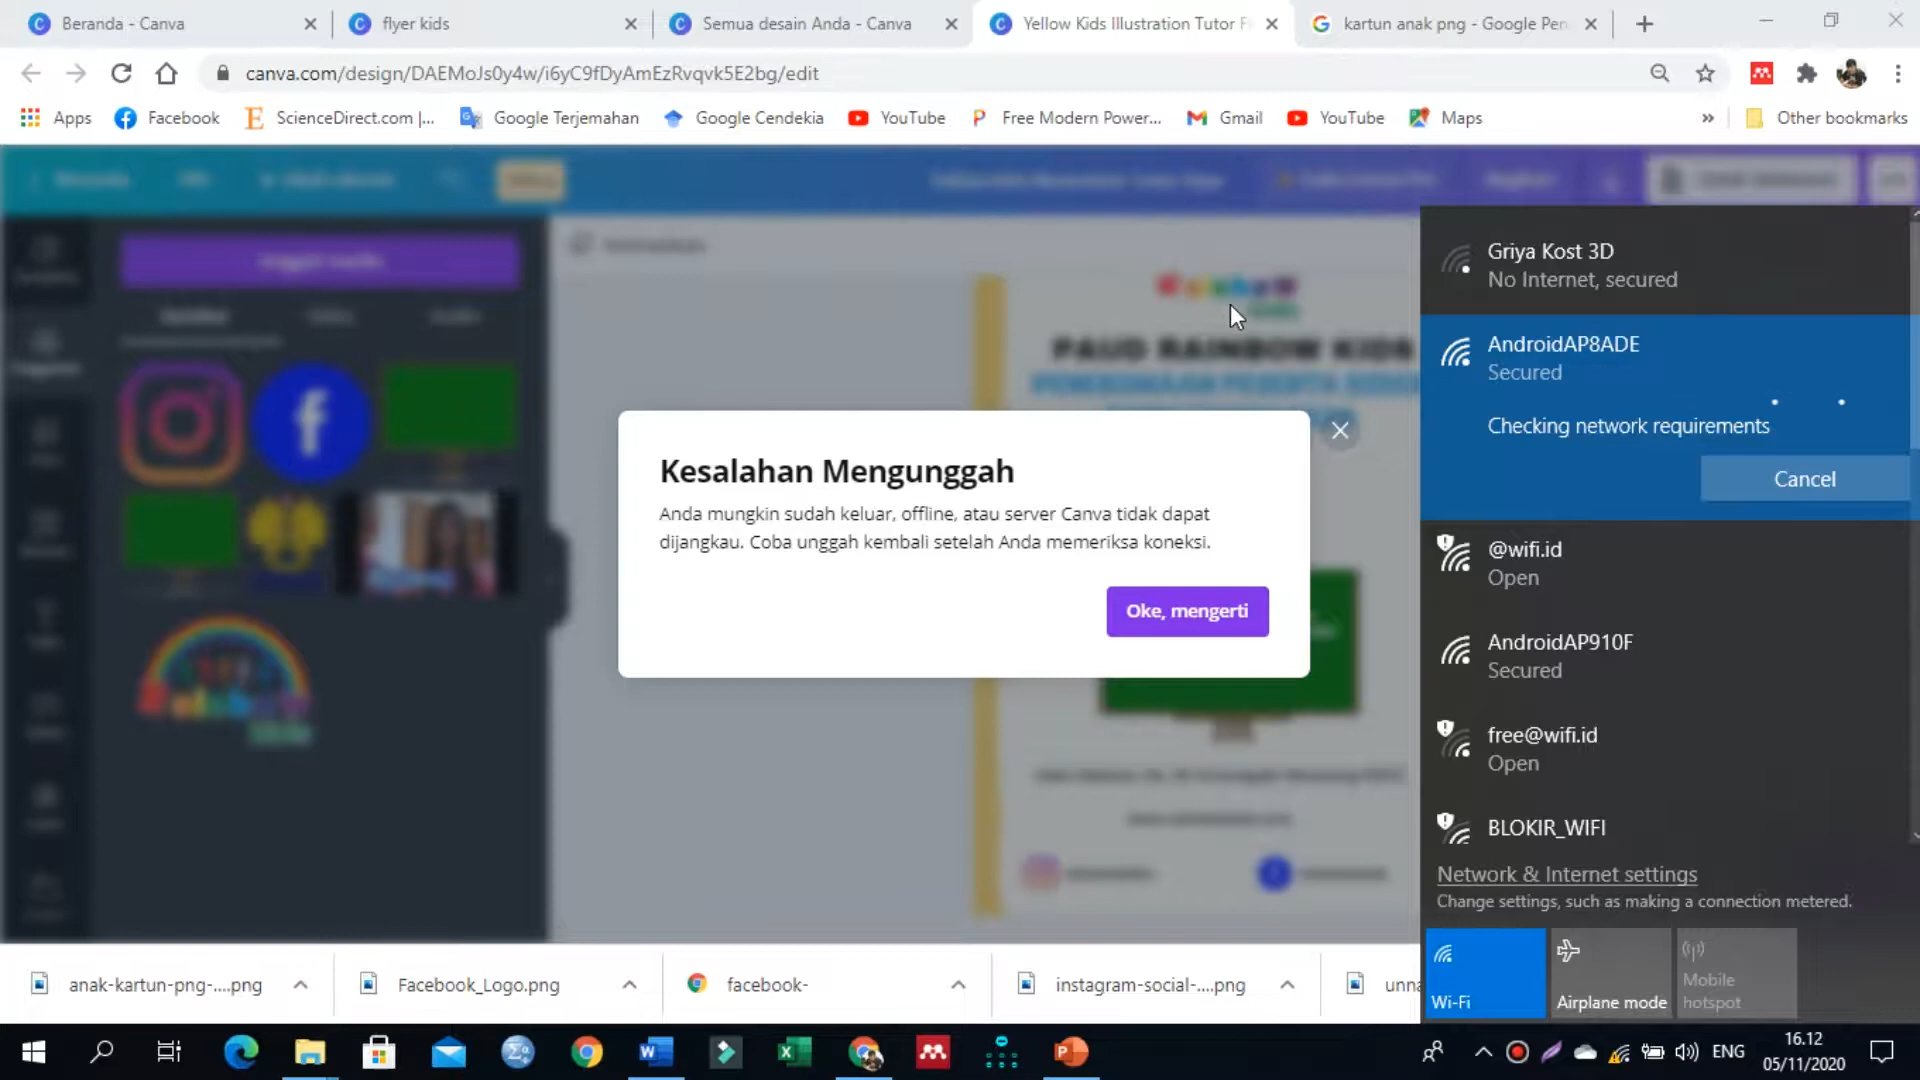 Beranda - Canva
flyer kids
Semua desain Anda - Canva
Yellow Kids Illustration Tutor F
kartun anak png - Google Pen
canva.com/design/DAEMoJs0y4w/i6yC9fDyAmEzRvqvk5E2bg/edit
Apps
Facebook
ScienceDirect.com |...
Google Terjemahan
Google Cendekia
YouTube
Free Modern Power...
Gmail
YouTube
Maps
»
Other bookmarks
PAUD RAINBOW KIDS
Kesalahan Mengunggah
Anda mungkin sudah keluar, offline, atau server Canva tidak dapat
dijangkau. Coba unggah kembali setelah Anda memeriksa koneksi.
Oke, mengerti
Griya Kost 3D
No Internet, secured
AndroidAP8ADE
Secured
Checking network requirements
Cancel
@wifi.id
Open
AndroidAP910F
Secured
free@wifi.id
Open
BLOKIR_WIFI
Network & Internet settings
Change settings, such as making a connection metered.
Wi-Fi
Airplane mode
Mobile
hotspot
anak-kartun-png-....png
Facebook_Logo.png
facebook-
instagram-social-....png
unna
ENG
16.12
05/11/2020